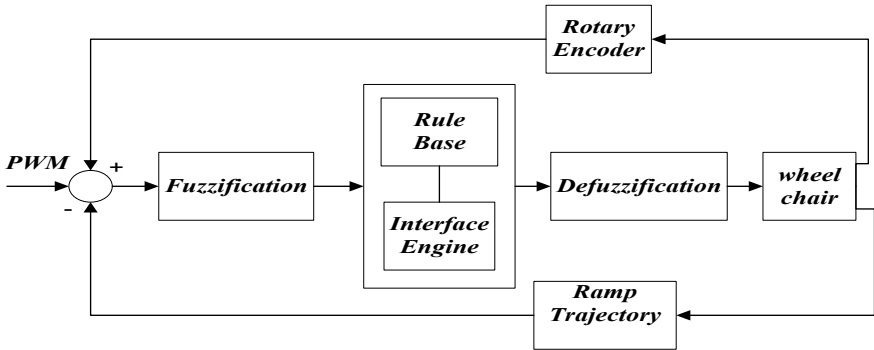 Rotary
Encoder
PWM
+
-
Fuzzification
Rule
Base
Interface
Engine
Defuzzification
wheel
chair
Ramp
Trajectory